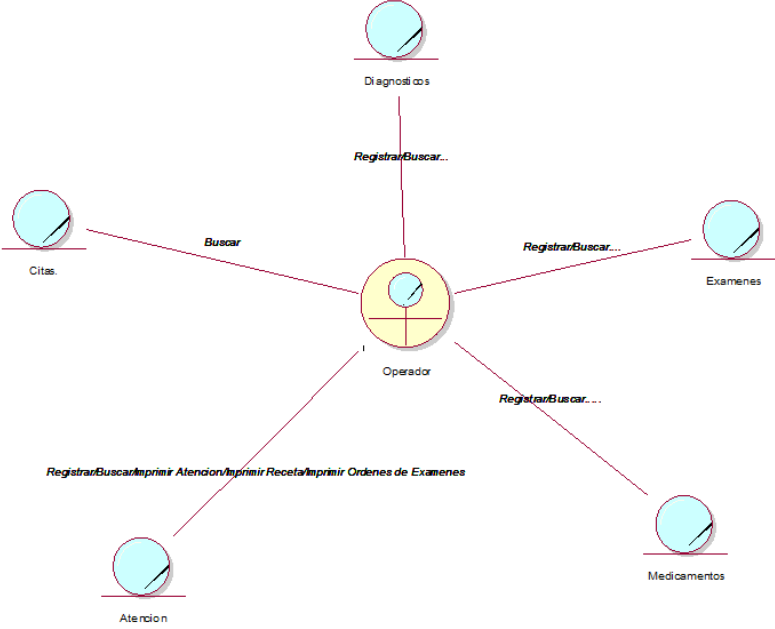 Diagnosticos
Registrar/Buscar...
Buscar
Registrar/Buscar....
Citas.
Examenes
Operador
Registrar/Buscar.....
Registrar/Buscar/Imprimir Atencion/Imprimir Receta/Imprimir Ordenes de Examenes
Medicamentos
Atencion